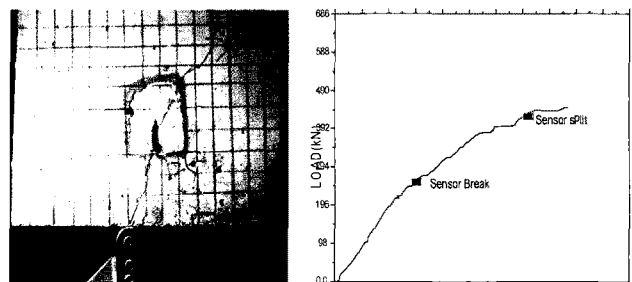 686
588
490
392
294
196
98
0.0
LOAD(kN)
Sensor sPlit
Sensor Break